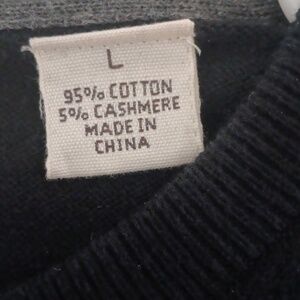 L
95% COTTON
5% CASHMERE
MADE IN
CHINA